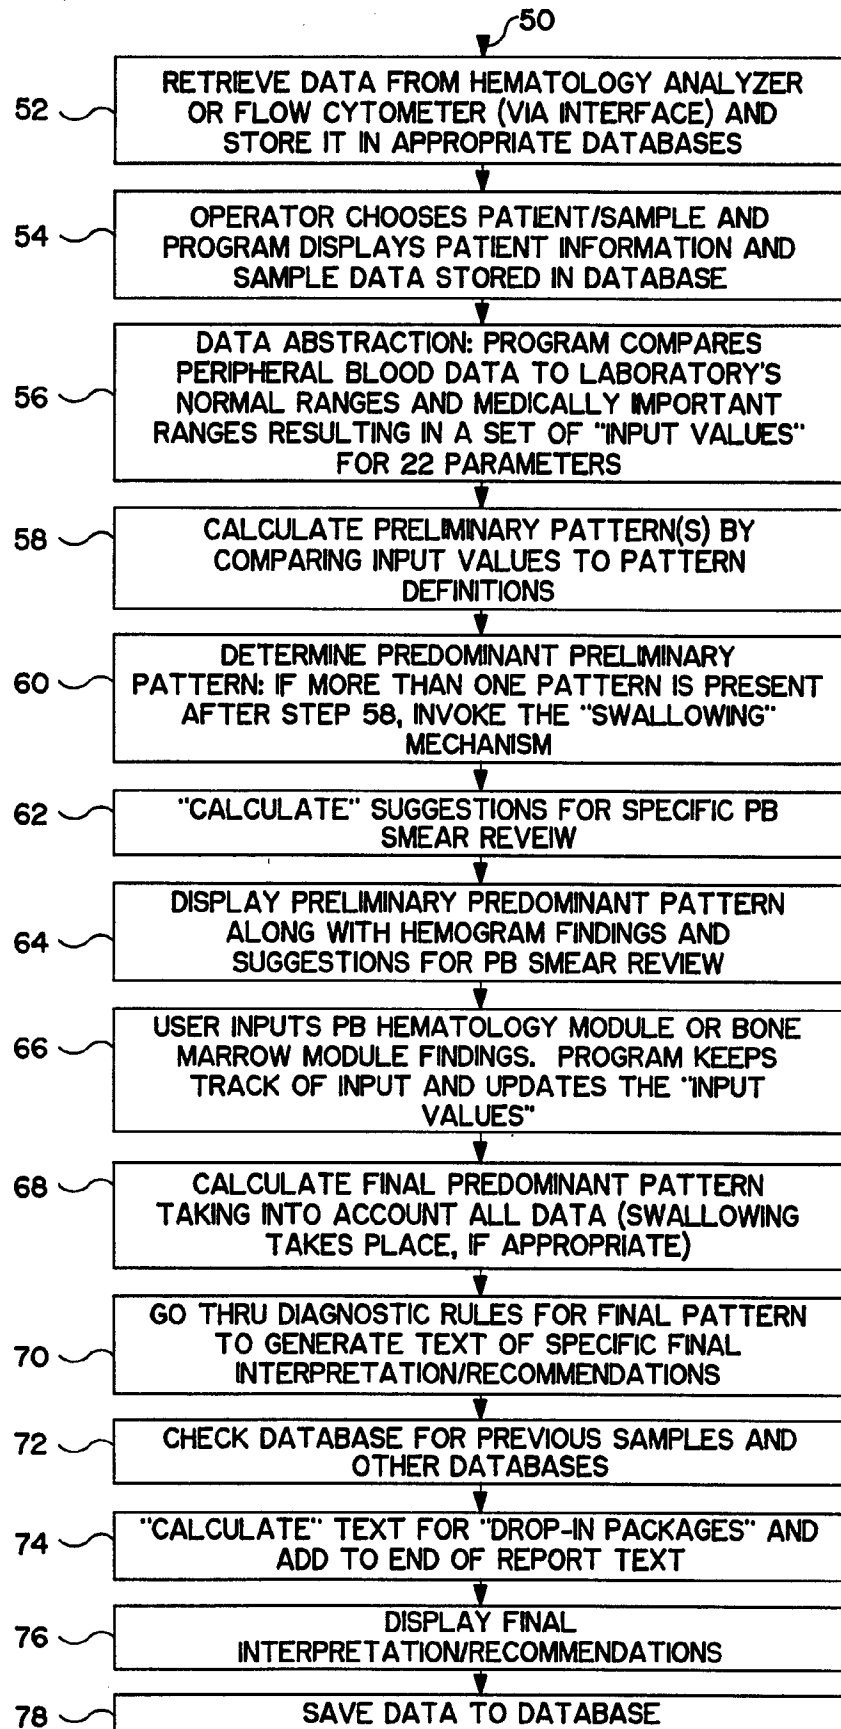 50
52
RETRIEVE DATA FROM HEMATOLOGY ANALYZER
OR FLOW CYTOMETER (VIA INTERFACE) AND
STORE IT IN APPROPRIATE DATABASES
54
OPERATOR CHOOSES PATIENT/SAMPLE AND
PROGRAM DISPLAYS PATIENT INFORMATION AND
SAMPLE DATA STORED IN DATABASE
56
DATA ABSTRACTION: PROGRAM COMPARES
PERIPHERAL BLOOD DATA TO LABORATORY'S
NORMAL RANGES AND MEDICALLY IMPORTANT
RANGES RESULTING IN A SET OF "INPUT VALUES"
FOR 22 PARAMETERS
58
CALCULATE PRELIMINARY PATTERN(S) BY
COMPARING INPUT VALUES TO PATTERN
DEFINITIONS
60
DETERMINE PREDOMINANT PRELIMINARY
PATTERN: IF MORE THAN ONE PATTERN IS PRESENT
AFTER STEP 58, INVOKE THE "SWALLOWING"
MECHANISM
62
"CALCULATE" SUGGESTIONS FOR SPECIFIC PB
SMEAR REVEIW
64
DISPLAY PRELIMINARY PREDOMINANT PATTERN
ALONG WITH HEMOGRAM FINDINGS AND
SUGGESTIONS FOR PB SMEAR REVIEW
66
USER INPUTS PB HEMATOLOGY MODULE OR BONE
MARROW MODULE FINDINGS. PROGRAM KEEPS
TRACK OF INPUT AND UPDATES THE "INPUT
VALUES"
68
CALCULATE FINAL PREDOMINANT PATTERN
TAKING INTO ACCOUNT ALL DATA (SWALLOWING
TAKES PLACE, IF APPROPRIATE)
70
GO THRU DIAGNOSTIC RULES FOR FINAL PATTERN
TO GENERATE TEXT OF SPECIFIC FINAL
INTERPRETATION/RECOMMENDATIONS
72
CHECK DATABASE FOR PREVIOUS SAMPLES AND
OTHER DATABASES
74
"CALCULATE" TEXT FOR "DROP-IN PACKAGES" AND
ADD TO END OF REPORT TEXT
76
DISPLAY FINAL
INTERPRETATION/RECOMMENDATIONS
78
SAVE DATA TO DATABASE